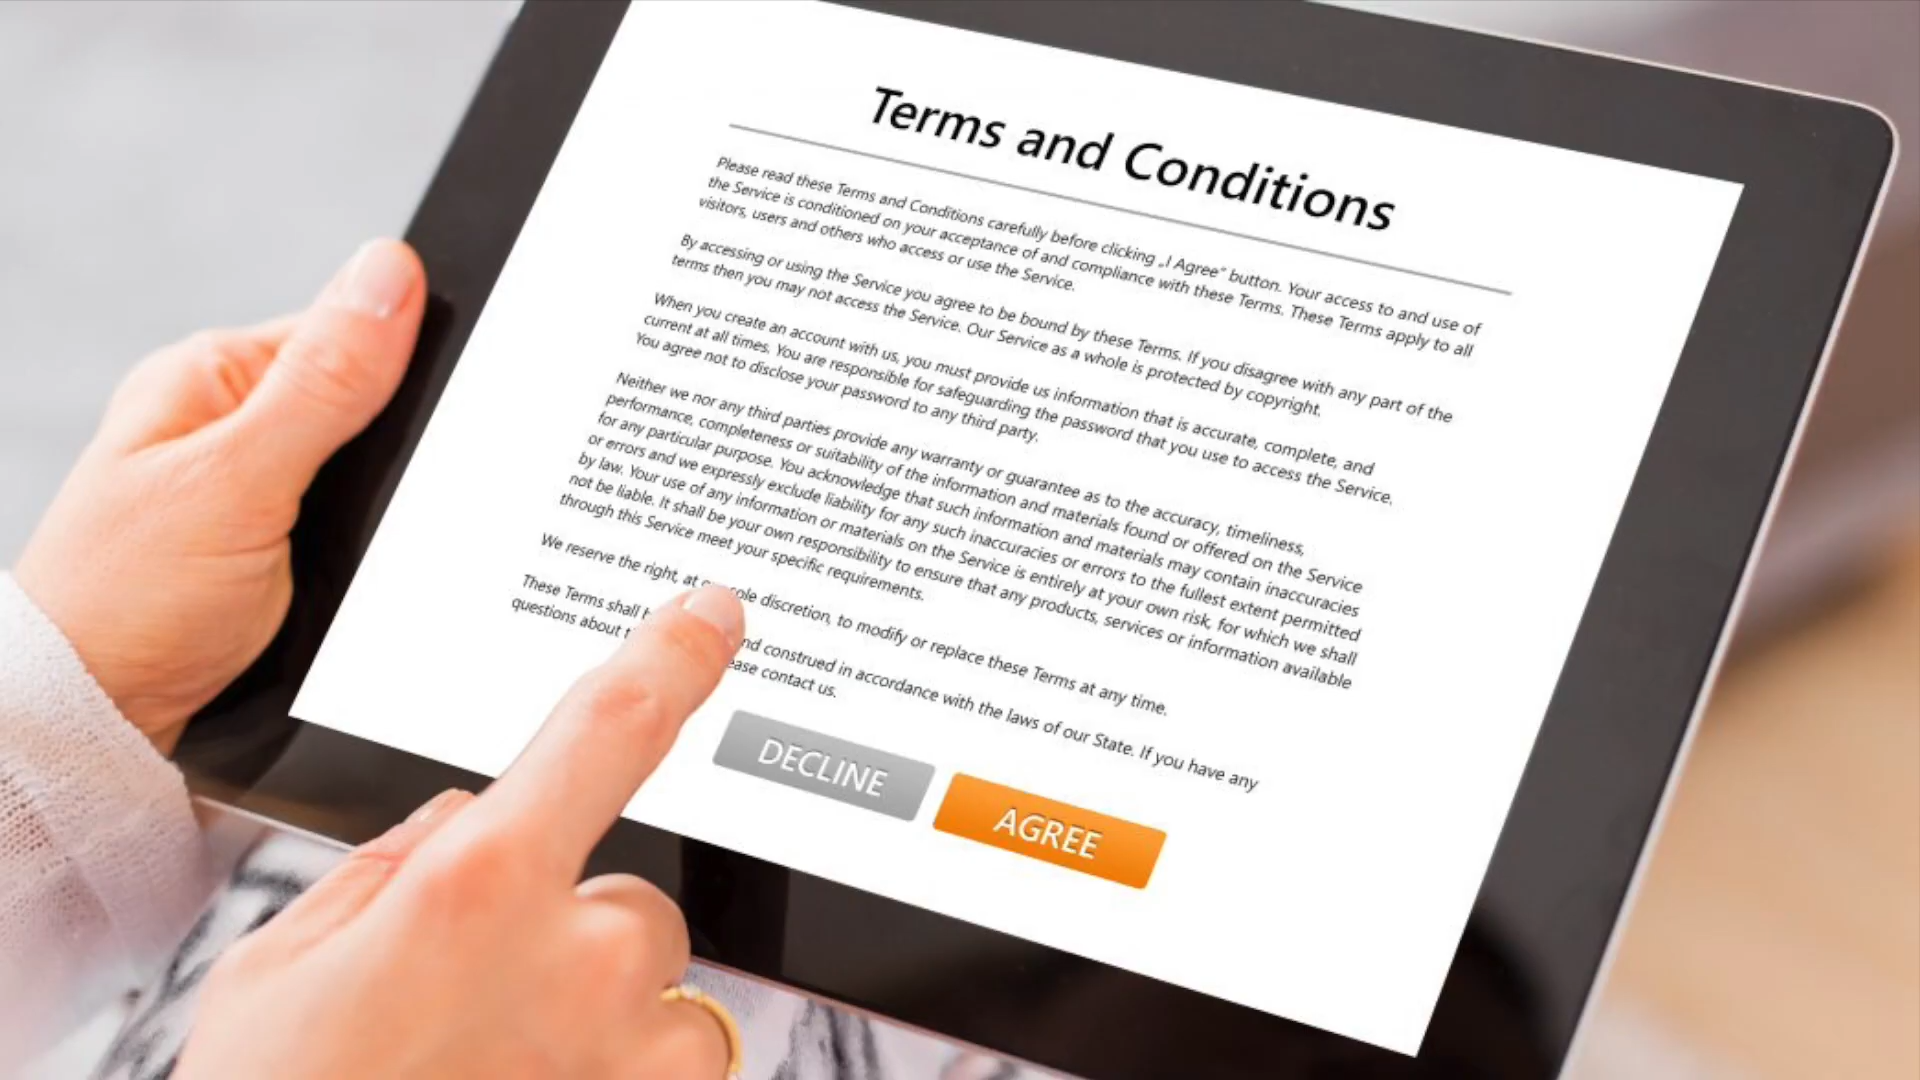 Terms and Conditions
Please read these Terms and Conditions carefully before clicking „I Agree" button. Your access to and use of
the Service is conditioned on your acceptance of and compliance with these Terms. These Terms apply to all
visitors, users and others who access or use the Service.
By accessing or using the Service you agree to be bound by these Terms. If you disagree with any part of the
terms then you may not access the Service. Our Service as a whole is protected by copyright.
When you create an account with us, you must provide us information that is accurate, complete, and
current at all times. You are responsible for safeguarding the password that you use to access the Service.
You agree not to disclose your password to any third party.
Neither we nor any third parties provide any warranty or guarantee as to the accuracy, timeliness,
performance, completeness or suitability of the information and materials found or offered on the Service
for any particular purpose. You acknowledge that such information and materials may contain inaccuracies
or errors and we expressly exclude liability for any such inaccuracies or errors to the fullest extent permitted
by law. Your use of any information or materials on the Service is entirely at your own risk, for which we shall
not be liable. It shall be your own responsibility to ensure that any products, services or information available
through this Service meet your specific requirements.
We reserve the right, at sole discretion, to modify or replace these Terms at any time.
These Terms shall construed in accordance with the laws of our State. If you have any
questions about contact us.
DECLINE
AGREE